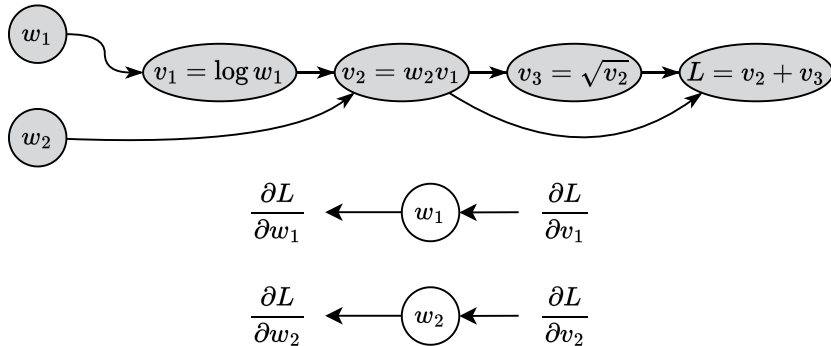 w₁
v₁ = log w₁ v₂ = w₂v₁ v₃ = √v₂ L = v₂ + v₃
w₂
∂L/∂w₁ w₁ ∂L/∂v₁
∂L/∂w₂ w₂ ∂L/∂v₂